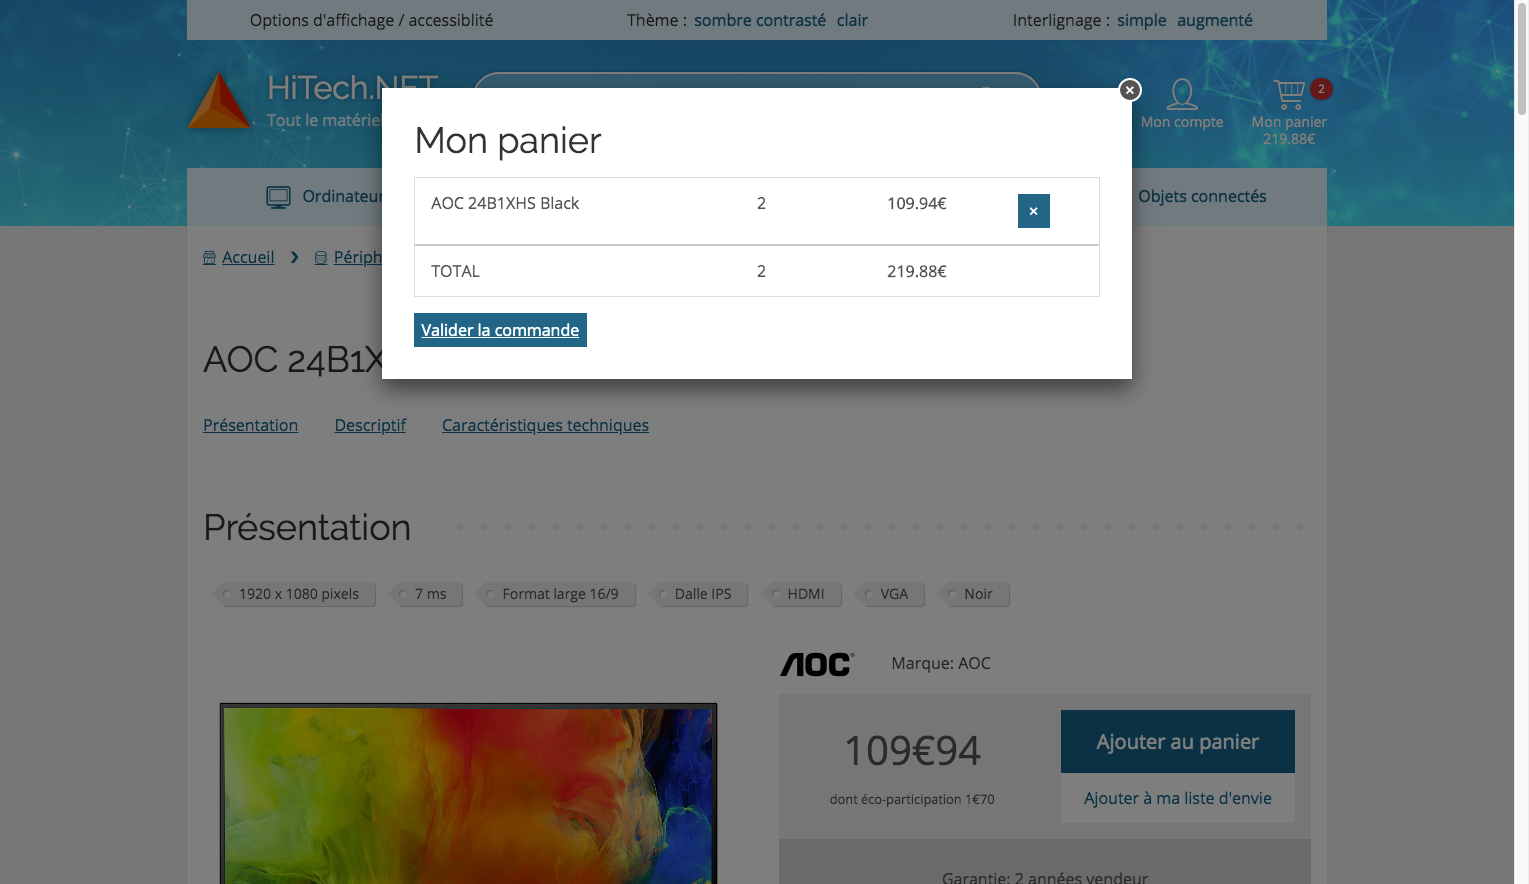 Options d'affichage / accessiblité
Thème : sombre contrasté clair
Interlignage : simple augmenté
HiTech.NET
Tout le matérie
Mon compte
2
Mon panier
219.88€
Ordinateur
Objets connectés
Mon panier
AOC 24B1XHS Black 2 109.94€
TOTAL 2 219.88€
Valider la commande
Accueil Périph
AOC 24B1X
Présentation Descriptif Caractéristiques techniques
Présentation
1920 x 1080 pixels 7 ms Format large 16/9 Dalle IPS HDMI VGA Noir
AOC Marque: AOC
109€94
dont éco-participation 1€70
Ajouter au panier
Ajouter à ma liste d'envie
Garantie: 2 années vendeur